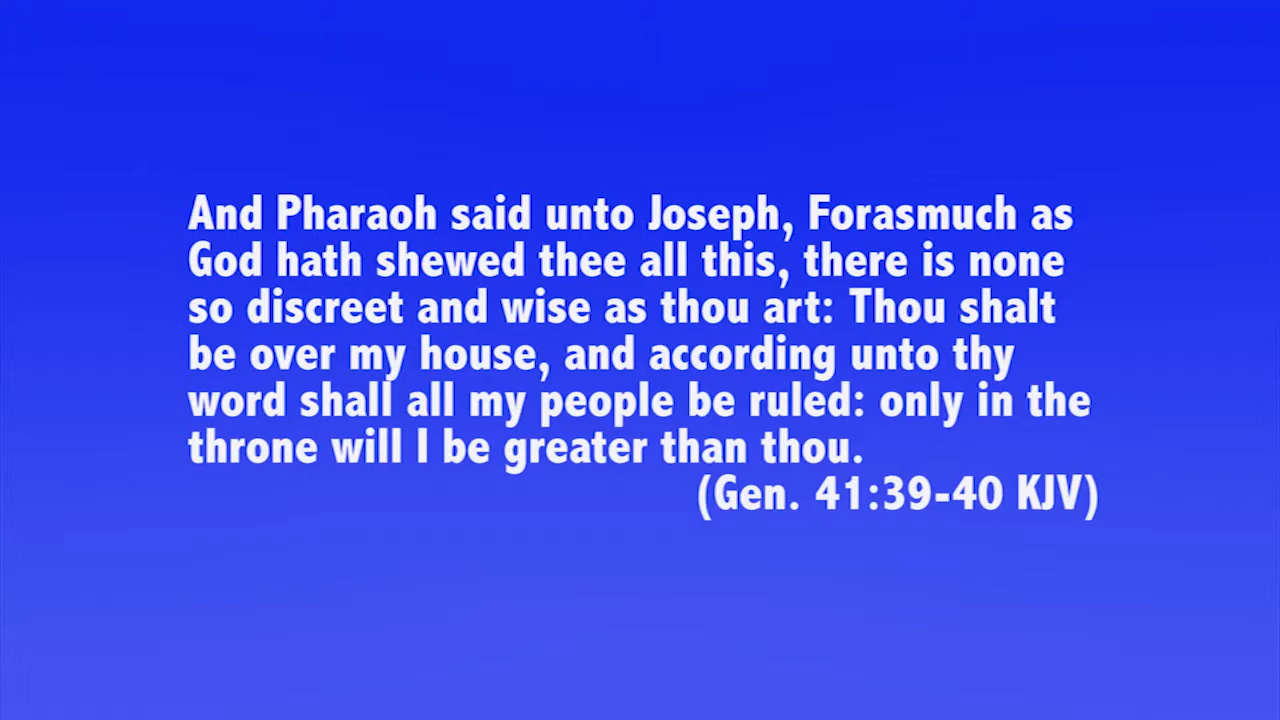 And Pharaoh said unto Joseph, Forasmuch as
God hath shewed thee all this, there is none
so discreet and wise as thou art: Thou shalt
be over my house, and according unto thy
word shall all my people be ruled: only in the
throne will I be greater than thou.
(Gen. 41:39-40 KJV)